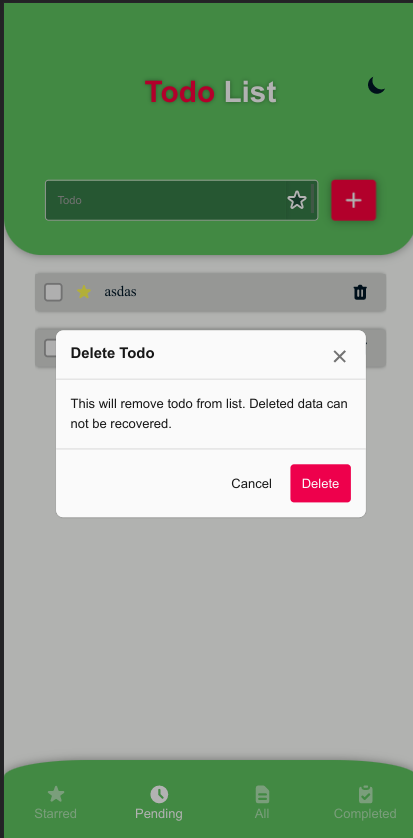 Todo List
Todo
asdas
Delete Todo
This will remove todo from list. Deleted data can
not be recovered.
Cancel
Delete
Starred
Pending
All
Completed